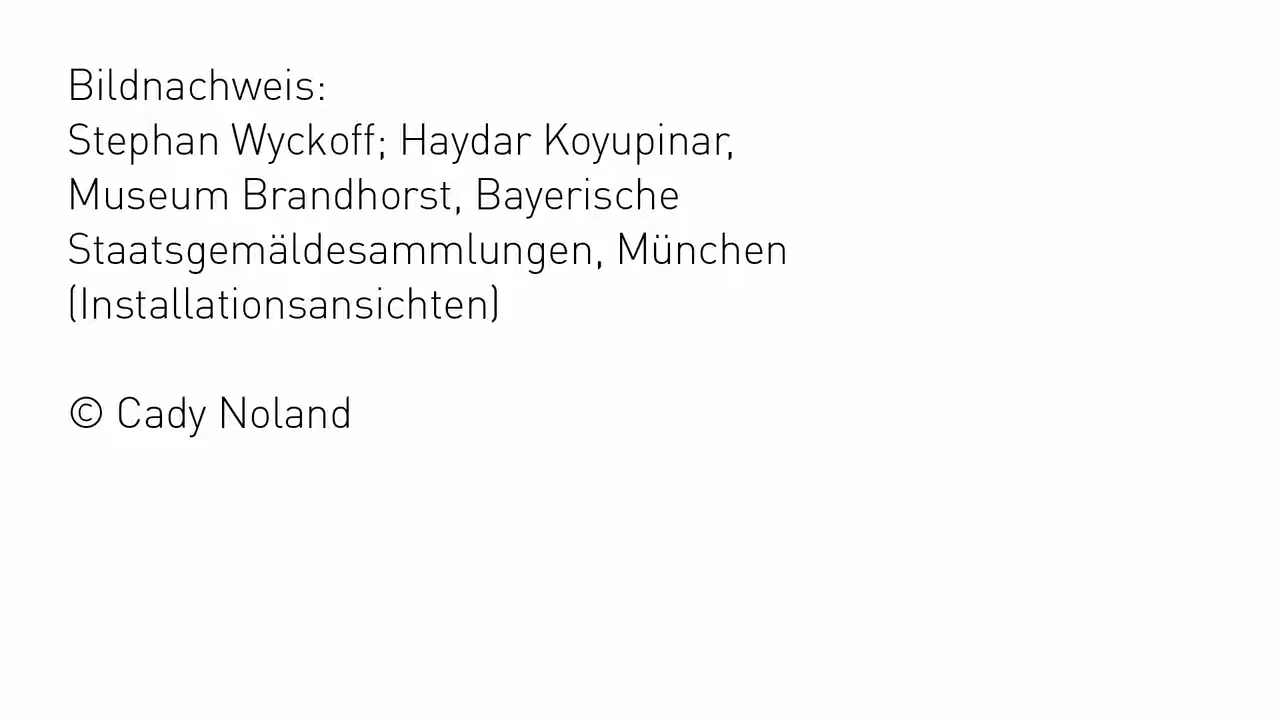 Bildnachweis:
Stephan Wyckoff; Haydar Koyupinar,
Museum Brandhorst, Bayerische
Staatsgemäldesammlungen, München
(Installationsansichten)
© Cady Noland